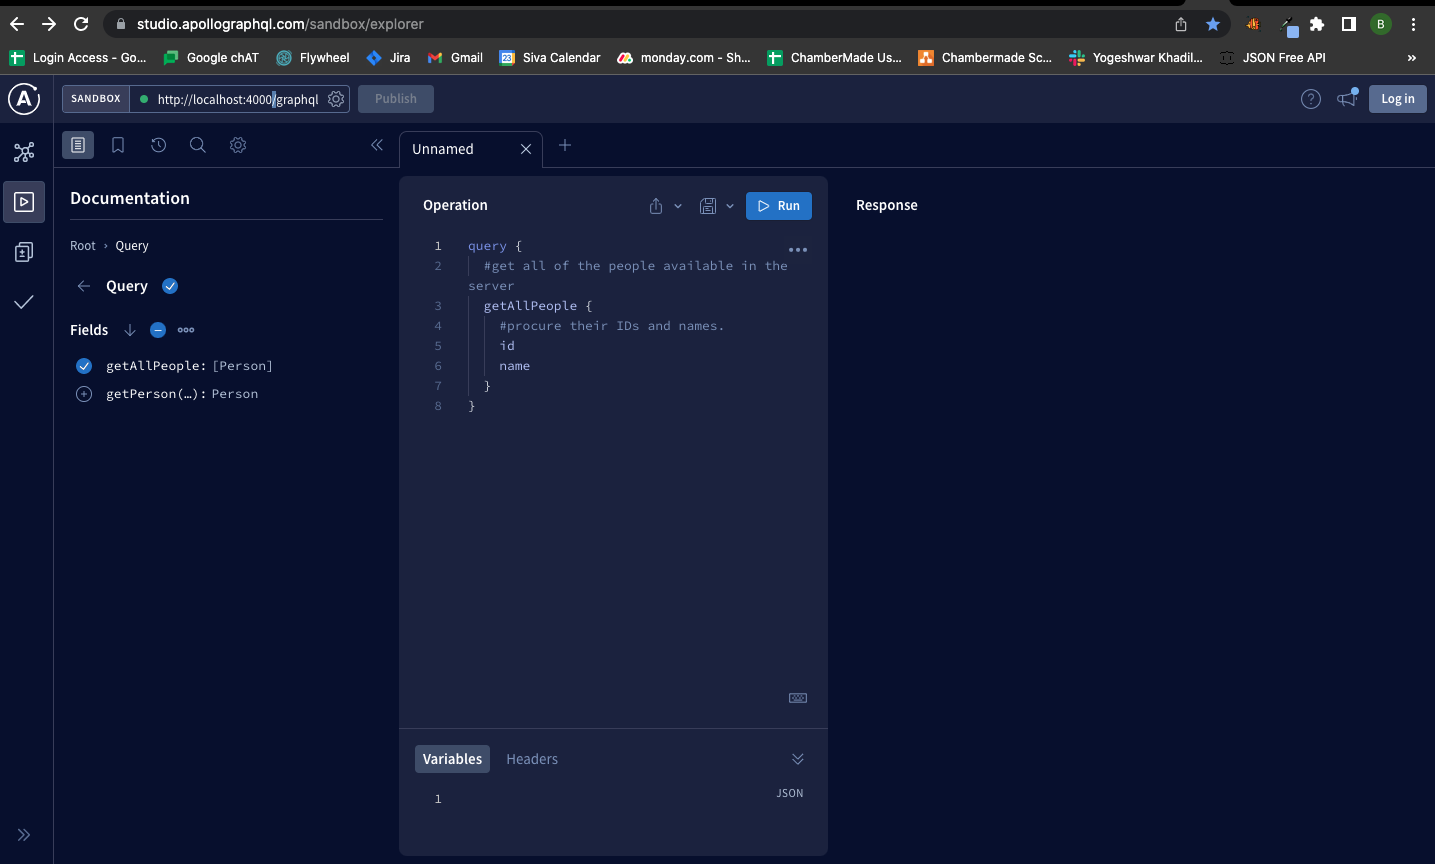 studio.apollographql.com/sandbox/explorer
B
Login Access - Go... Google chAT Flywheel Jira Gmail 23 Siva Calendar monday.com - Sh... ChamberMade Us... Chambermade Sc... Yogeshwar Khadil... JSON Free API »
A SANDBOX http://localhost:4000/graphql Publish ? Log in
Unnamed
Documentation
Root › Query
Query
Fields
getAllPeople: [Person]
getPerson(…): Person
Operation Run
1 query {
2 #get all of the people available in the
server
3 getAllPeople {
4 #procure their IDs and names.
5 id
6 name
7 }
8 }
Variables Headers
1 JSON
Response